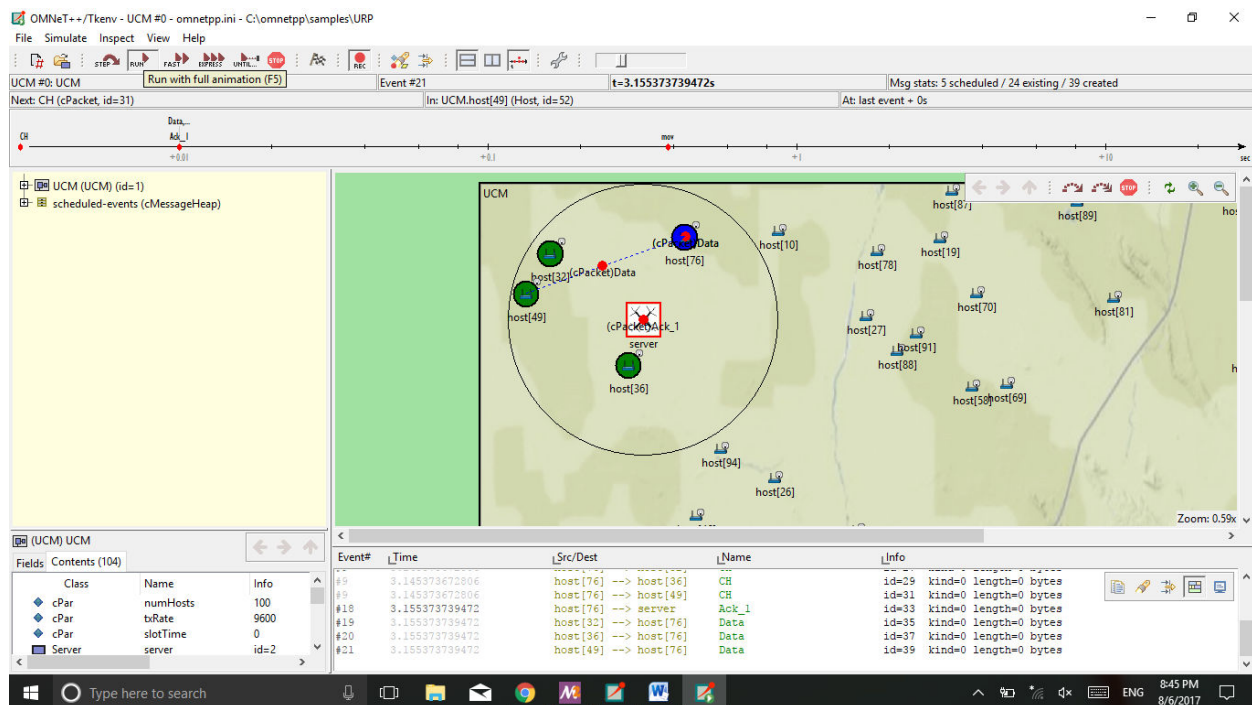 OMNeT++/Tkenv - UCM #0 - omnetpp.ini - C:\omnetpp\samples\URP
File Simulate Inspect View Help
STEP RUN FAST EXPRESS UNTIL... STOP REC
Run with full animation (F5)
UCM #0: UCM Event #21 t=3.155373739472s Msg stats: 5 scheduled / 24 existing / 39 created
Next: CH (cPacket, id=31) In: UCM.host[49] (Host, id=52) At: last event + 0s
Data,...
CH Ack_1 mov
+0.01 +0.1 +1 +10 sec
UCM (UCM) (id=1)
scheduled-events (cMessageHeap)
UCM
STOP
host[87]
host[89]
host[10]
host[19]
host[78]
(cPacket)Data
host[76]
host[32]
(cPacket)Data
host[49]
host[70]
host[81]
host[27]
(cPacket)Ack_1
server
host[91]
host[88]
host[36]
host[58]
host[69]
host[94]
host[26]
Zoom: 0.59x
(UCM) UCM
Fields Contents (104)
Class Name Info
cPar numHosts 100
cPar txRate 9600
cPar slotTime 0
Server server id=2
Event# Time Src/Dest Name Info
#9 3.145373672806 host[76] --> host[36] CH id=29 kind=0 length=0 bytes
#9 3.145373672806 host[76] --> host[49] CH id=31 kind=0 length=0 bytes
#18 3.155373739472 host[76] --> server Ack_1 id=33 kind=0 length=0 bytes
#19 3.155373739472 host[32] --> host[76] Data id=35 kind=0 length=0 bytes
#20 3.155373739472 host[36] --> host[76] Data id=37 kind=0 length=0 bytes
#21 3.155373739472 host[49] --> host[76] Data id=39 kind=0 length=0 bytes
Type here to search
ENG
8:45 PM
8/6/2017